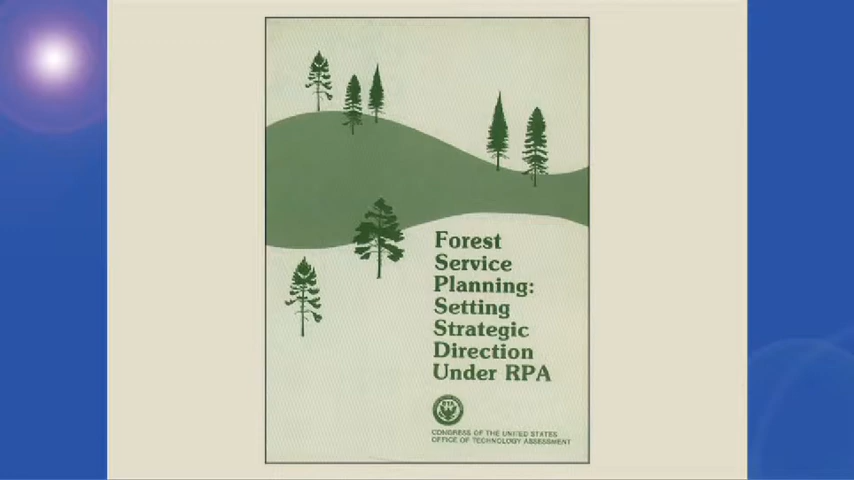 Forest
Service
Planning:
Setting
Strategic
Direction
Under RPA
OTA
CONGRESS OF THE UNITED STATES
OFFICE OF TECHNOLOGY ASSESSMENT